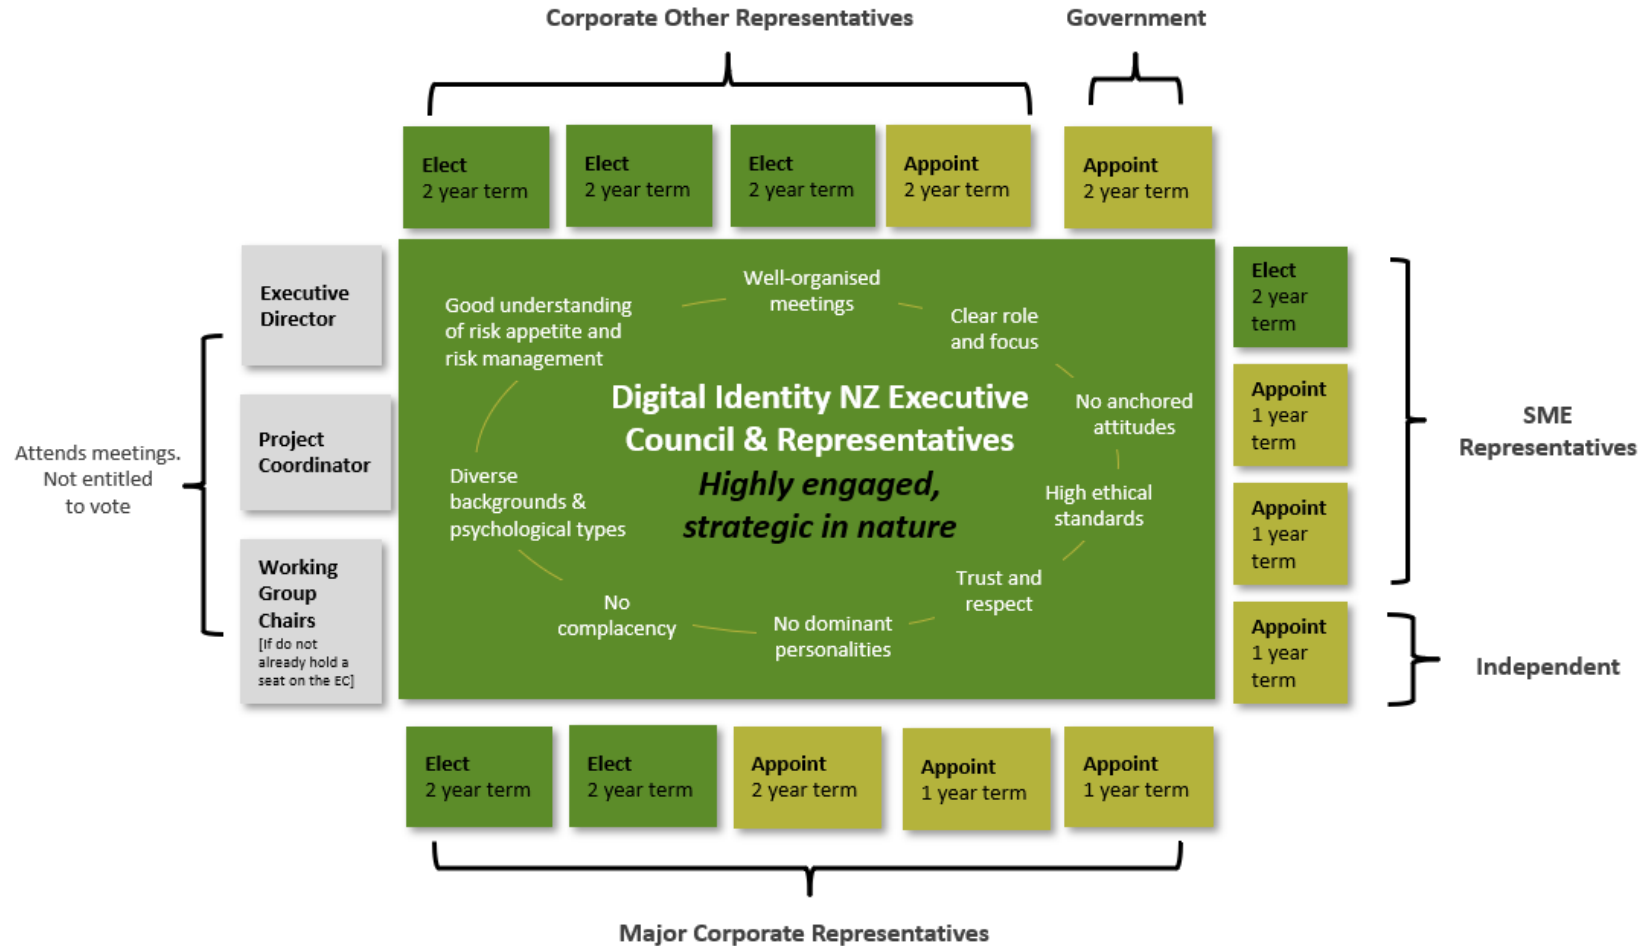 Corporate Other Representatives
Government
Elect
2 year term
Elect
2 year term
Elect
2 year term
Appoint
2 year term
Appoint
2 year term
Attends meetings.
Not entitled
to vote
Executive
Director
Project
Coordinator
Working
Group
Chairs
[If do not
already hold a
seat on the EC]
Well-organised
meetings
Clear role
and focus
No anchored
attitudes
High ethical
standards
Trust and
respect
No dominant
personalities
No
complacency
Diverse
backgrounds &
psychological types
Good understanding
of risk appetite and
risk management
Digital Identity NZ Executive
Council & Representatives
Highly engaged,
strategic in nature
Elect
2 year
term
Appoint
1 year
term
Appoint
1 year
term
SME
Representatives
Appoint
1 year
term
Independent
Elect
2 year term
Elect
2 year term
Appoint
2 year term
Appoint
1 year term
Appoint
1 year term
Major Corporate Representatives